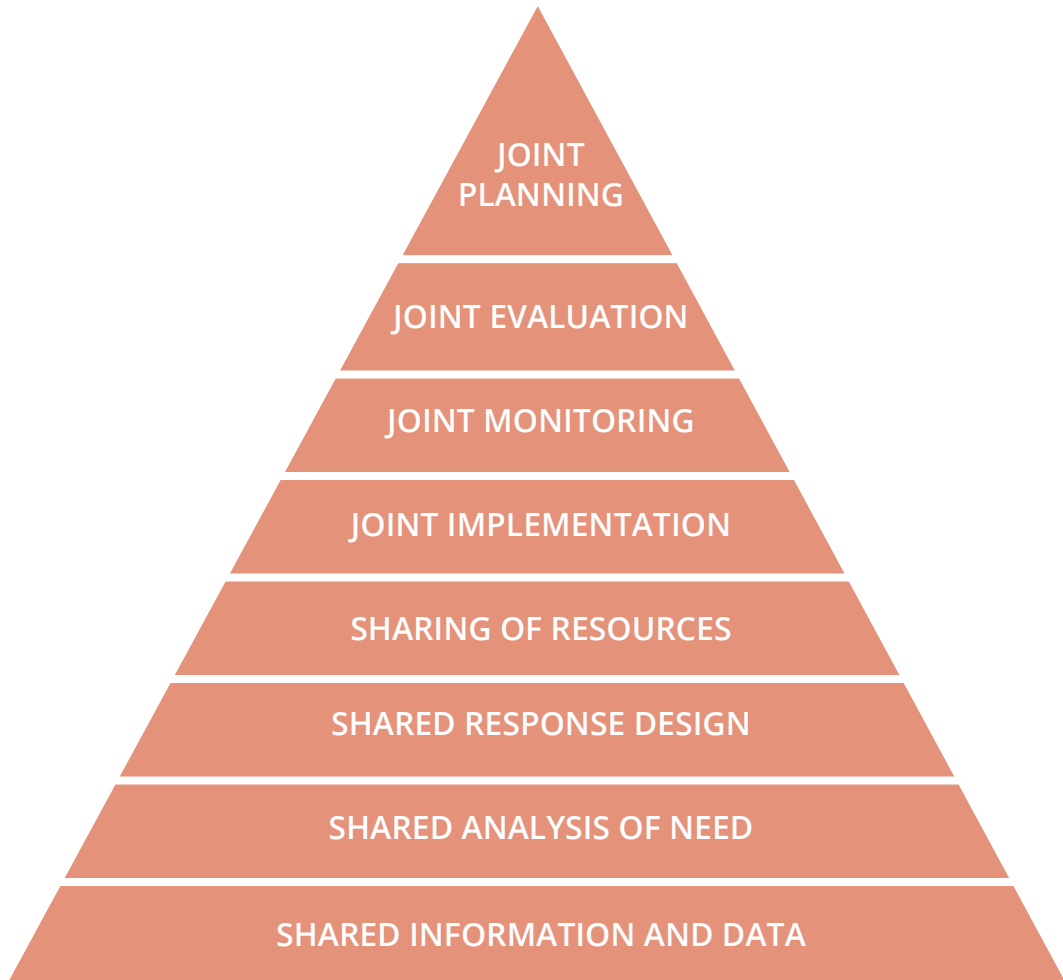 JOINT
PLANNING
JOINT EVALUATION
JOINT MONITORING
JOINT IMPLEMENTATION
SHARING OF RESOURCES
SHARED RESPONSE DESIGN
SHARED ANALYSIS OF NEED
SHARED INFORMATION AND DATA